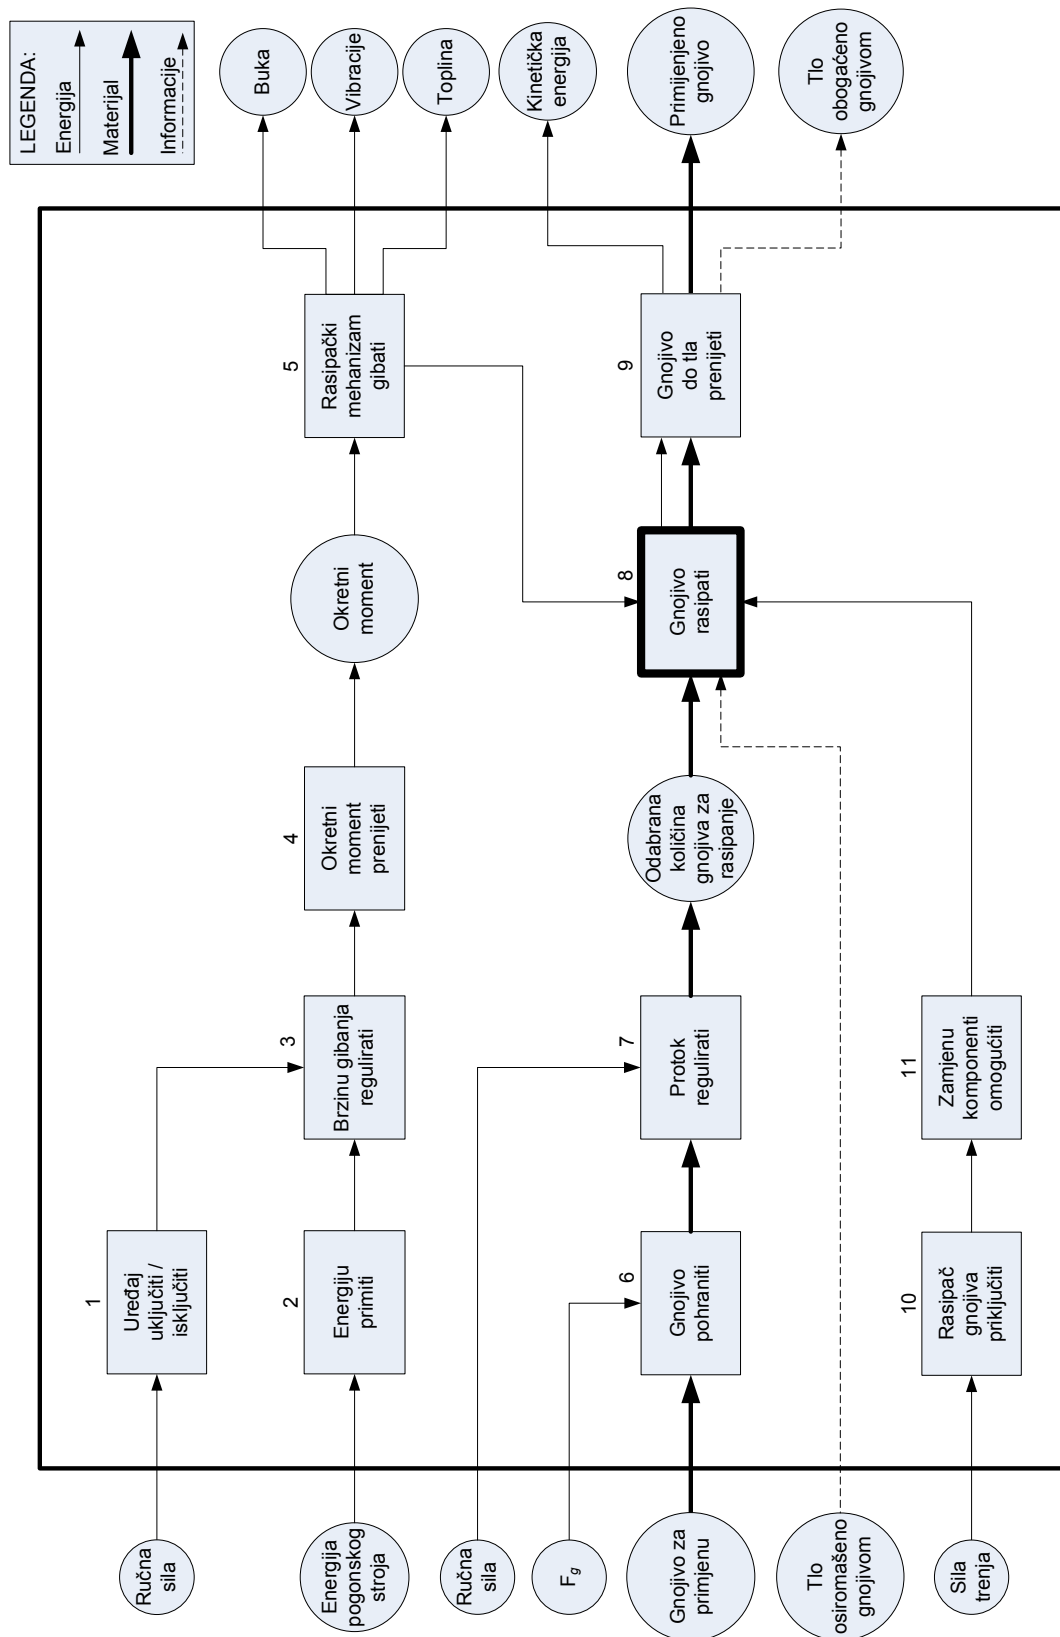 LEGENDA:
Energija
Materijal
Informacije
Ručna
sila
1
Uređaj
uključiti /
isključiti
Energija
pogonskog
stroja
2
Energiju
primiti
3
Brzinu gibanja
regulirati
4
Okretni
moment
prenijeti
Okretni
moment
5
Rasipački
mehanizam
gibati
Buka
Vibracije
Toplina
Ručna
sila
F_g
Gnojivo za
primjenu
6
Gnojivo
pohraniti
7
Protok
regulirati
Odabrana
količina
gnojiva za
rasipanje
8
Gnojivo
rasipati
9
Gnojivo
do tla
prenijeti
Kinetička
energija
Primijenjeno
gnojivo
Tlo
obogaćeno
gnojivom
Tlo
osiromašeno
gnojivom
Sila
trenja
10
Rasipač
gnojiva
priključiti
11
Zamjenu
komponenti
omogućiti